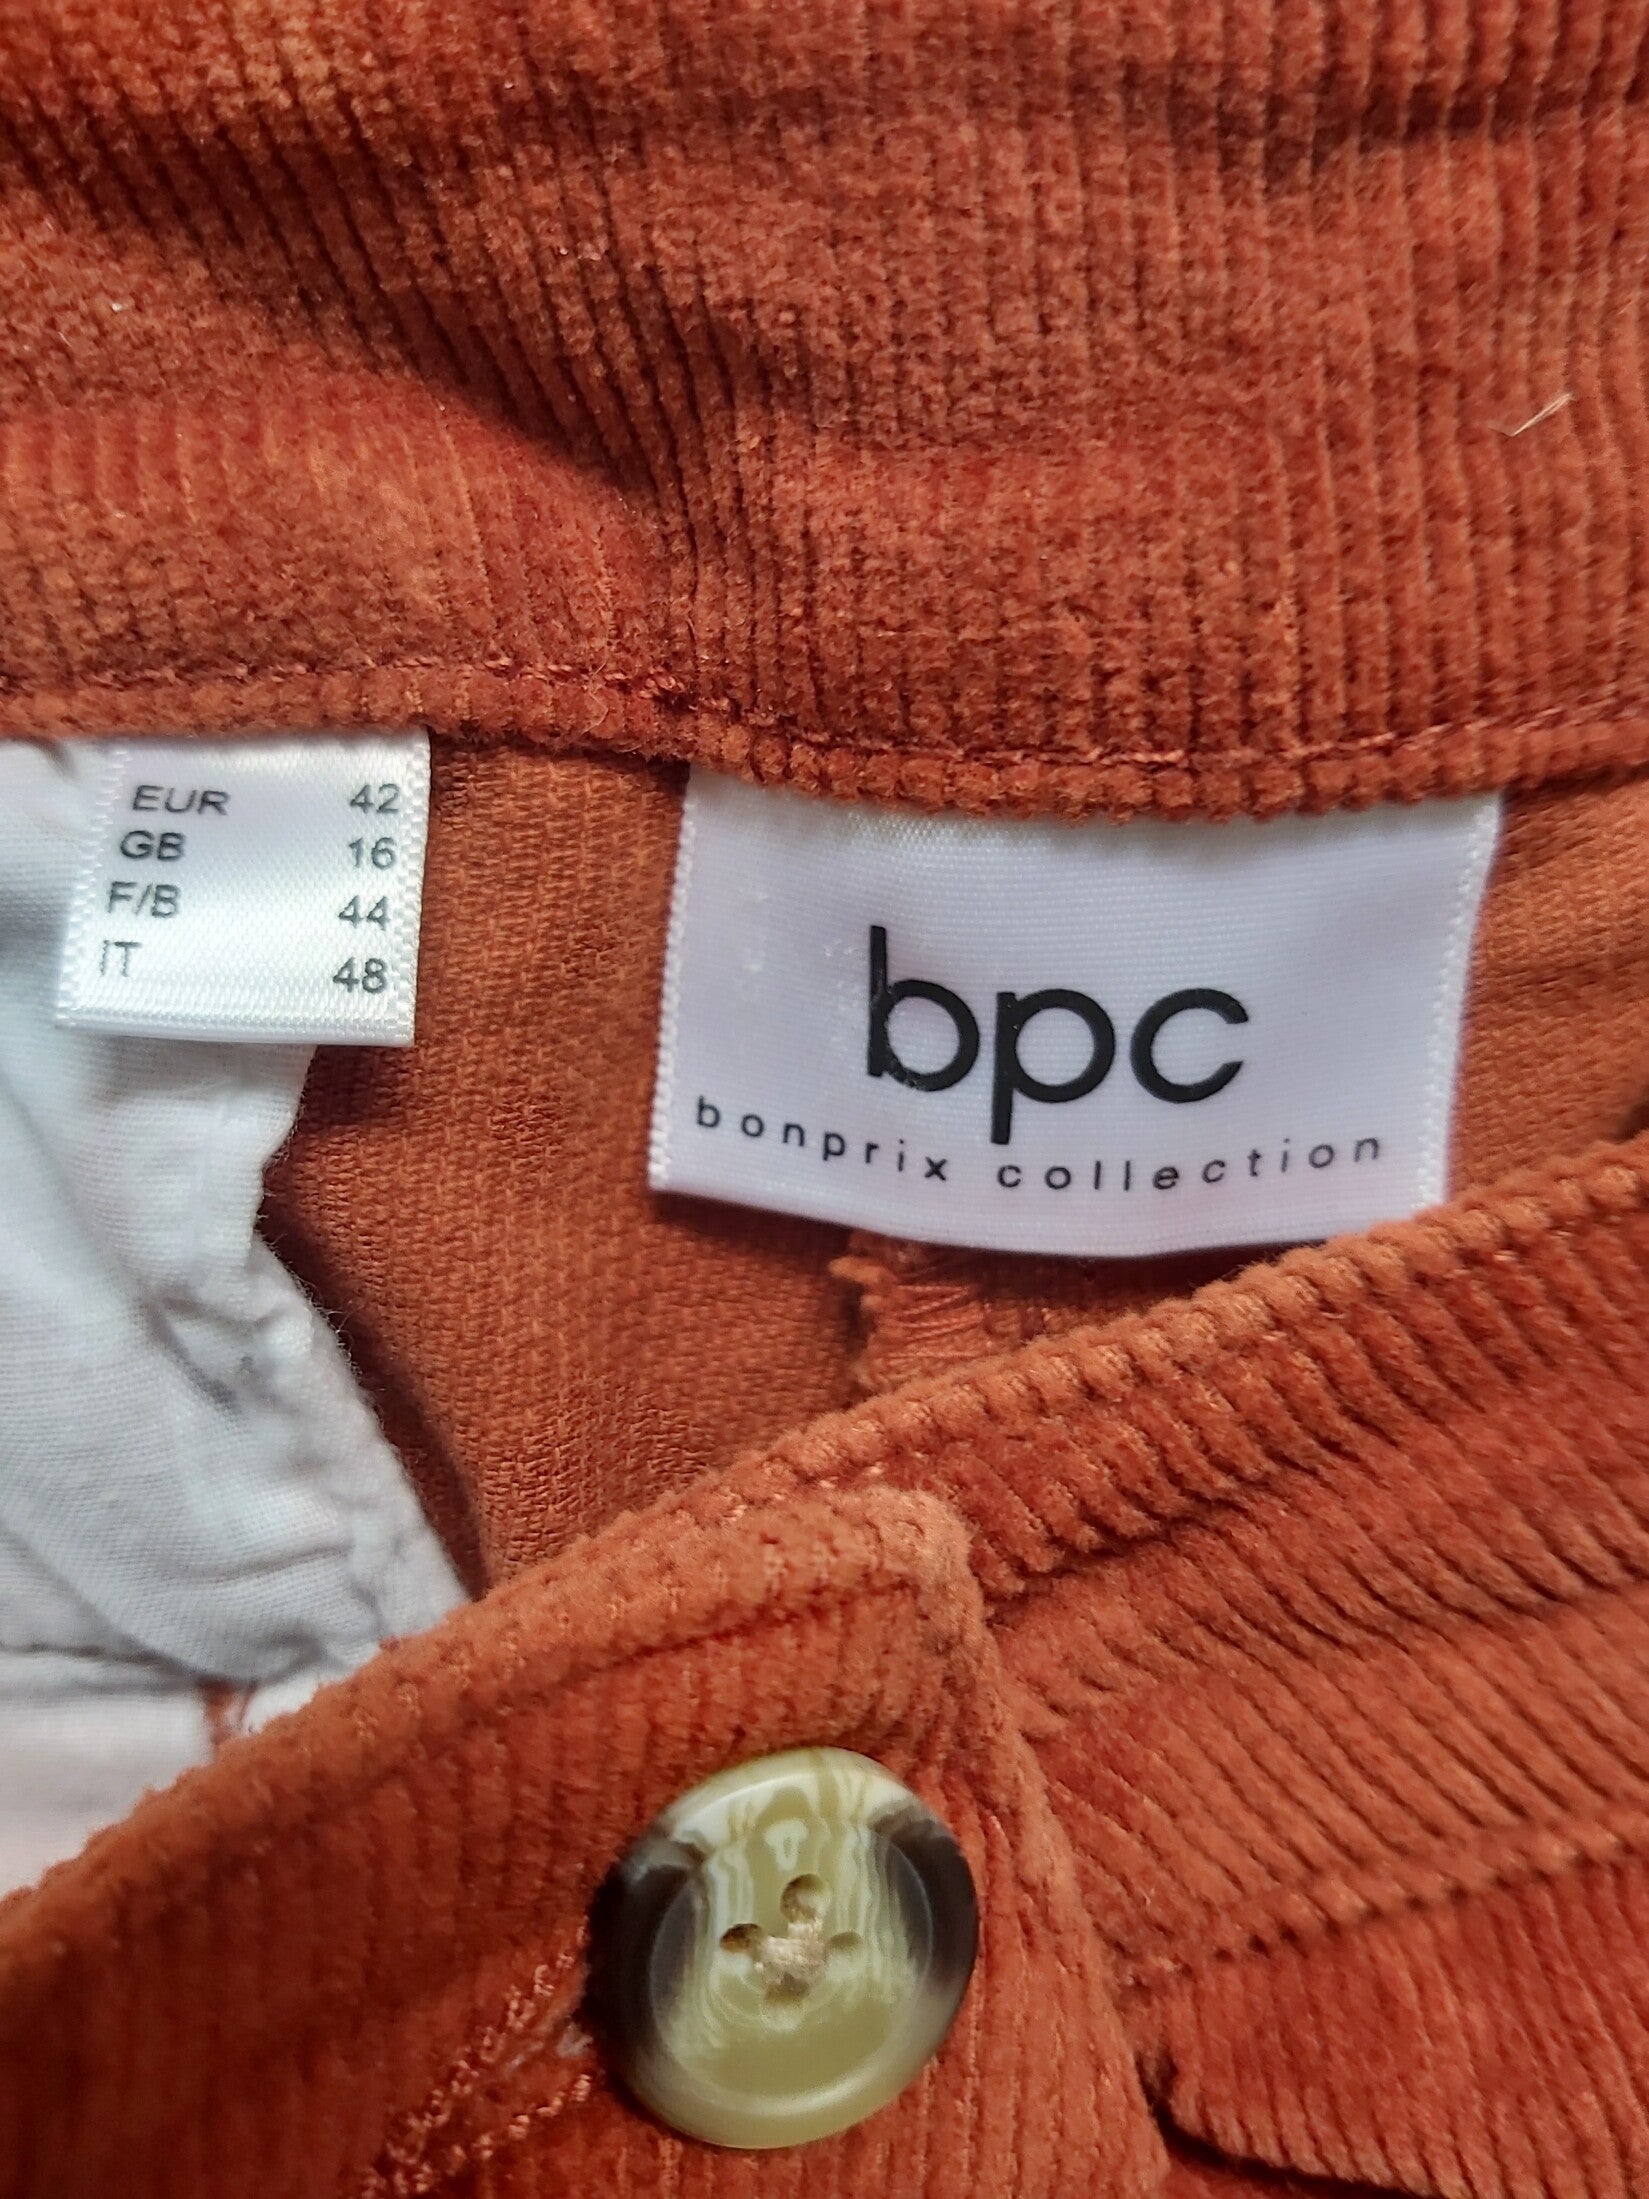 EUR 42
GB 16
F/B 44
IT 48
bpc
bonprix collection